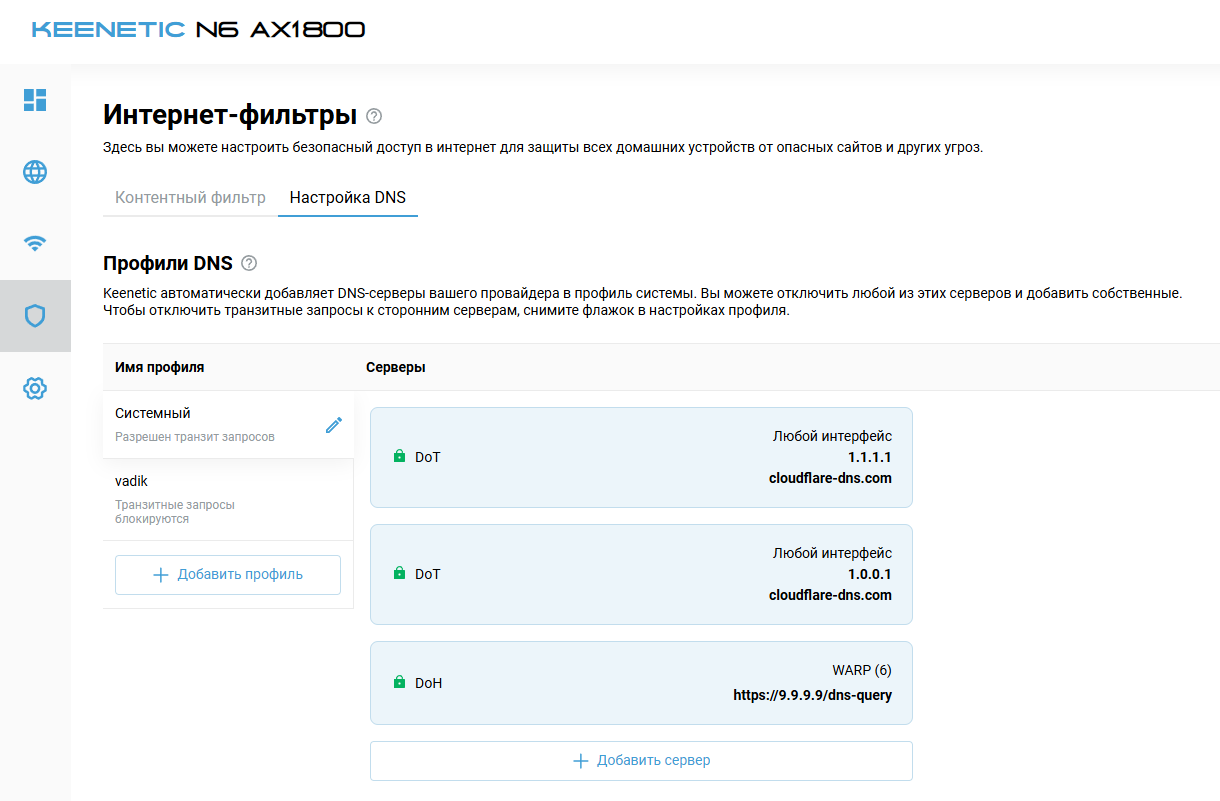 KEENETIC N6 AX1800
Интернет-фильтры
Здесь вы можете настроить безопасный доступ в интернет для защиты всех домашних устройств от опасных сайтов и других угроз.
Контентный фильтр Настройка DNS
Профили DNS
Keenetic автоматически добавляет DNS-серверы вашего провайдера в профиль системы. Вы можете отключить любой из этих серверов и добавить собственные.
Чтобы отключить транзитные запросы к сторонним серверам, снимите флажок в настройках профиля.
Имя профиля Серверы
Системный
Разрешен транзит запросов
vadik
Транзитные запросы
блокируются
Добавить профиль
Любой интерфейс
DoT 1.1.1.1
cloudflare-dns.com
Любой интерфейс
DoT 1.0.0.1
cloudflare-dns.com
WARP (6)
DoH
https://9.9.9.9/dns-query
Добавить сервер